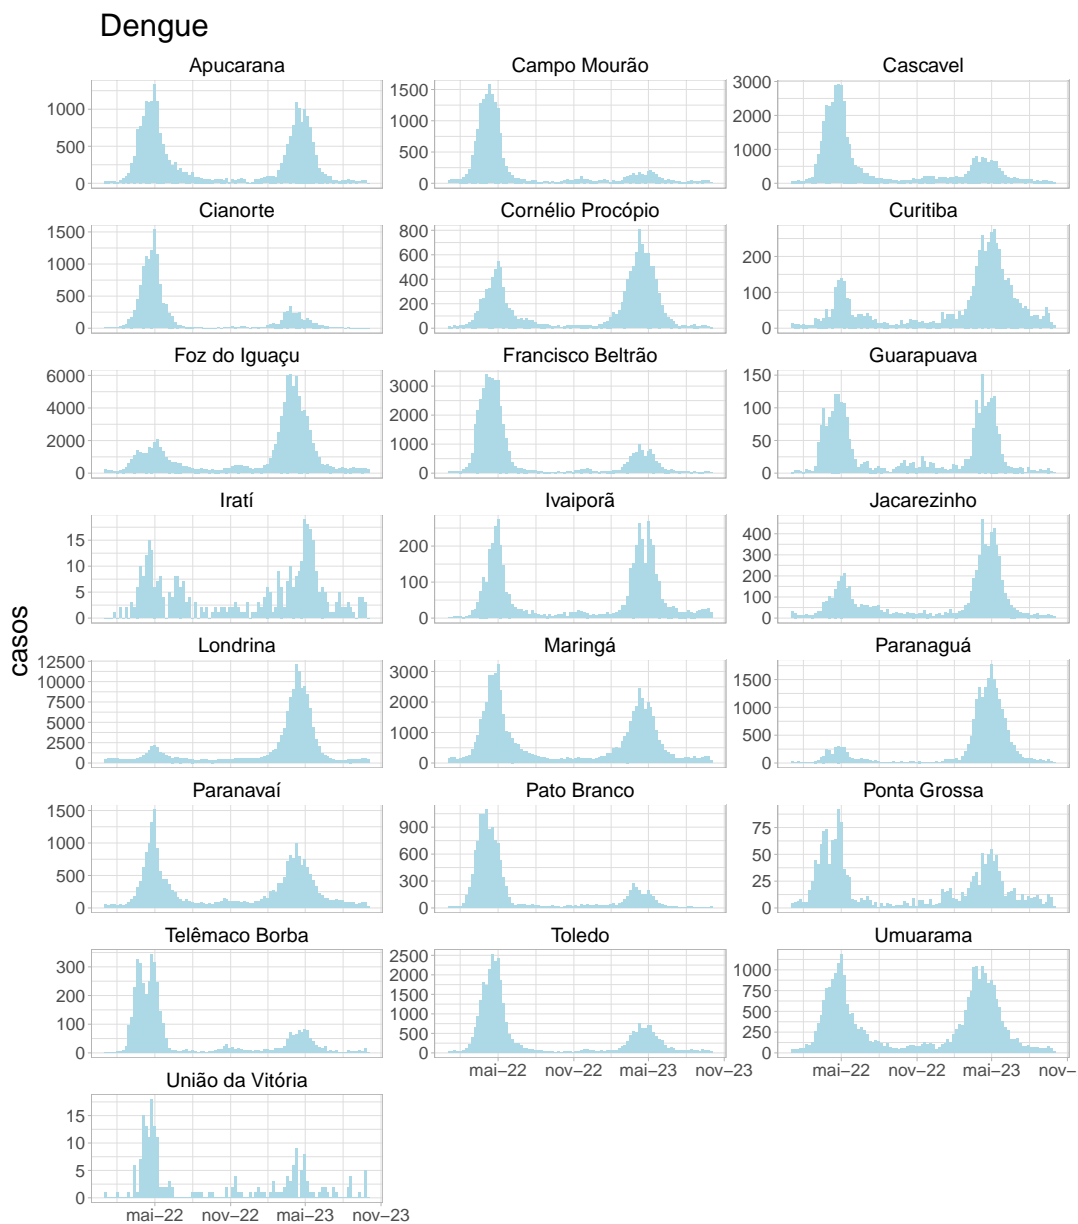 Dengue
Apucarana Campo Mourão Cascavel
1000 1500 3000
500 1000 2000
0 500 1000
0 0
Cianorte Cornélio Procópio Curitiba
1500 800 200
1000 600 100
500 400 0
0 200
0
Foz do Iguaçu Francisco Beltrão Guarapuava
6000 3000 150
4000 2000 100
2000 1000 50
0 0 0
Iratí Ivaiporã Jacarezinho
15 200 400
10 100 300
5 0 200
0 100
0
casos
Londrina Maringá Paranaguá
12500 3000 1500
10000 2000 1000
7500 1000 500
5000 0 0
2500
0
Paranavaí Pato Branco Ponta Grossa
1500 900 75
1000 600 50
500 300 25
0 0 0
Telêmaco Borba Toledo Umuarama
300 2500 1000
200 2000 750
100 1500 500
0 1000 250
500 0
0
mai–22 nov–22 mai–23 nov–23 mai–22 nov–22 mai–23 nov–
União da Vitória
15
10
5
0
mai–22 nov–22 mai–23 nov–23